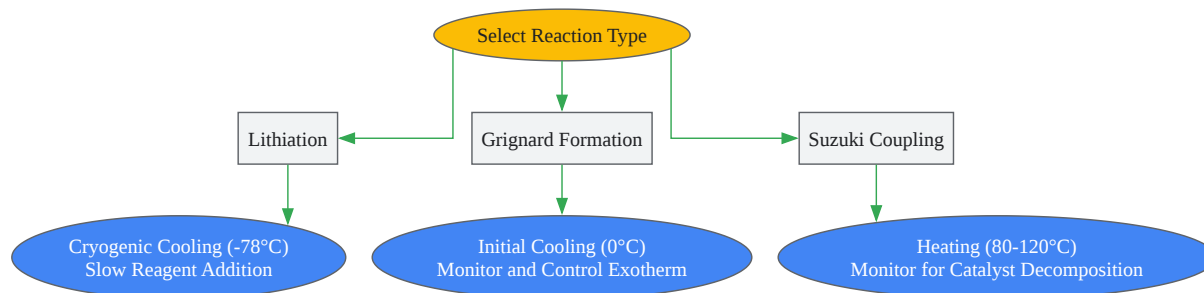 Select Reaction Type
Lithiation
Grignard Formation
Suzuki Coupling
Cryogenic Cooling (-78°C)
Slow Reagent Addition
Initial Cooling (0°C)
Monitor and Control Exotherm
Heating (80-120°C)
Monitor for Catalyst Decomposition